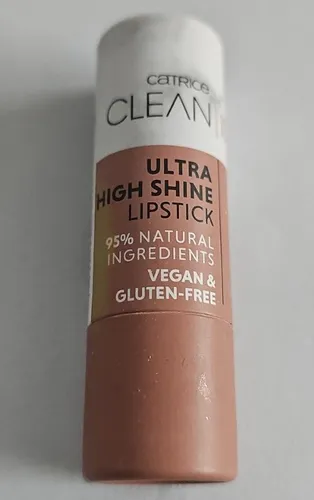 CATRICE
CLEAN
ULTRA
HIGH SHINE
LIPSTICK
95% NATURAL
INGREDIENTS
VEGAN &
GLUTEN-FREE